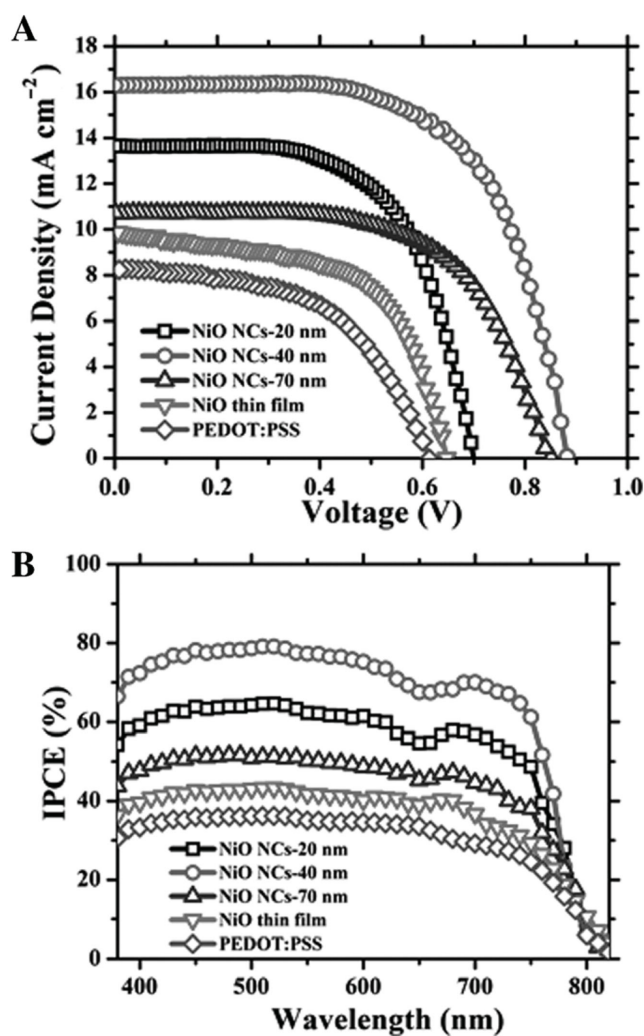 A
Current Density (mA cm⁻²)
18
16
14
12
10
8
6
4
2
0
NiO NCs-20 nm
NiO NCs-40 nm
NiO NCs-70 nm
NiO thin film
PEDOT:PSS
0.0 0.2 0.4 0.6 0.8 1.0
Voltage (V)
B
IPCE (%)
100
80
60
40
20
0
NiO NCs-20 nm
NiO NCs-40 nm
NiO NCs-70 nm
NiO thin film
PEDOT:PSS
400 500 600 700 800
Wavelength (nm)